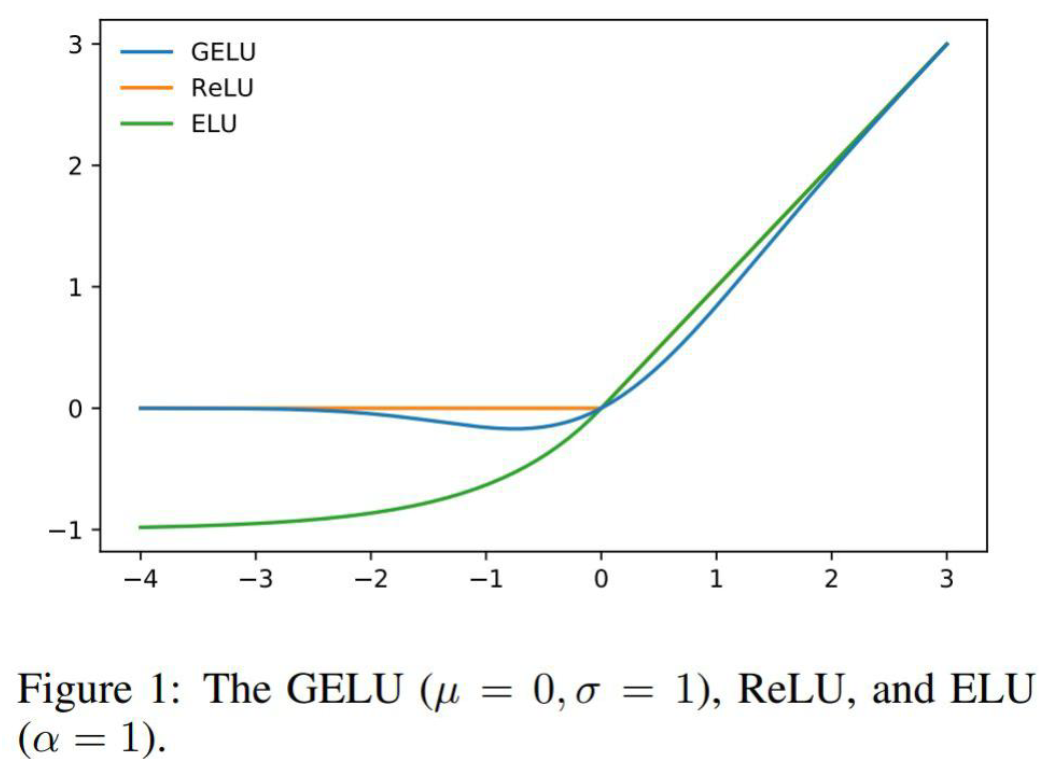 GELU
ReLU
ELU
3
2
1
0
−1
−4 −3 −2 −1 0 1 2 3
Figure 1: The GELU (μ = 0, σ = 1), ReLU, and ELU
(α = 1).